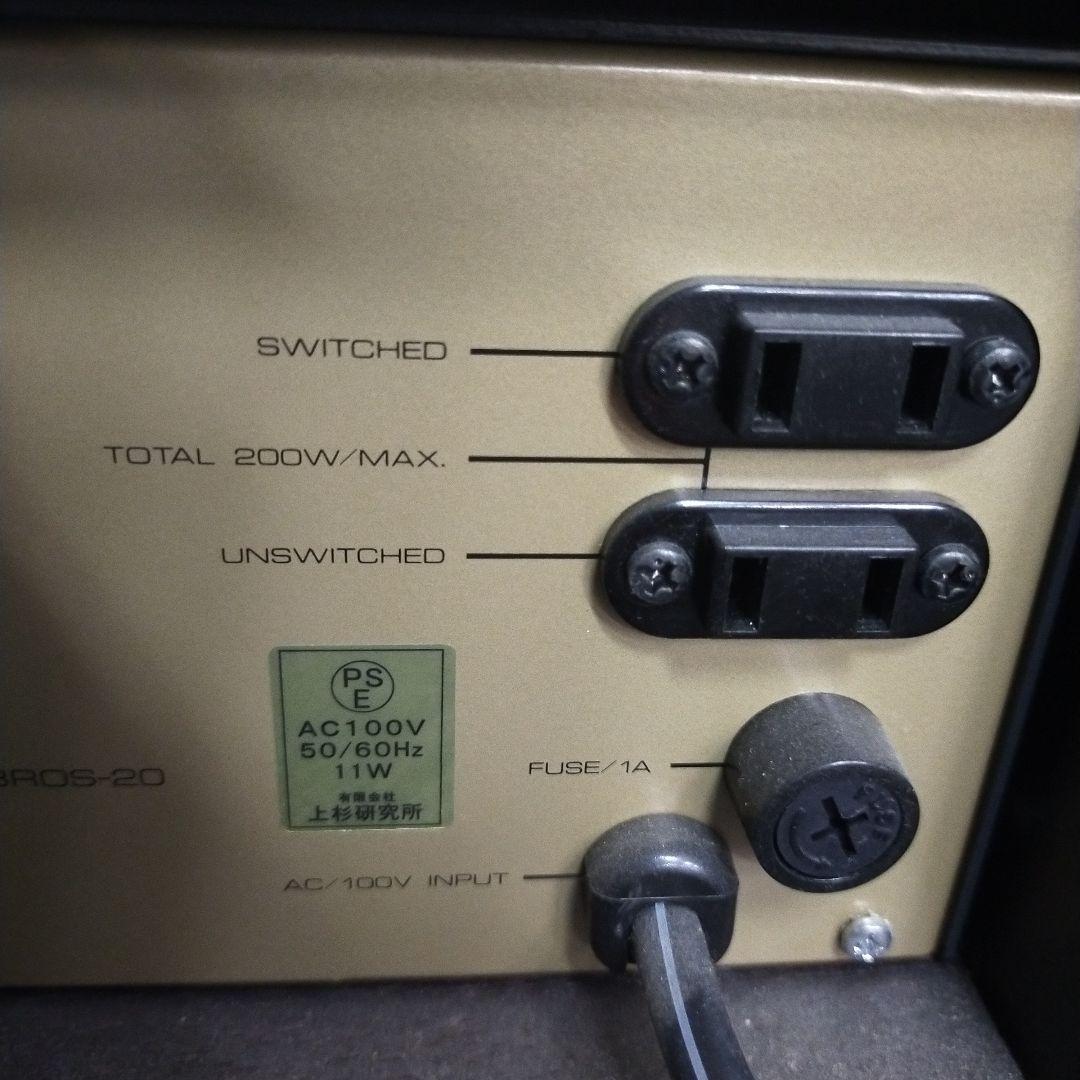 SWITCHED
TOTAL 200W/MAX.
UNSWITCHED
PS
E
AC100V
50/60Hz
11W
有限会社
上杉研究所
BROS-20
FUSE/1A
AC/100V INPUT